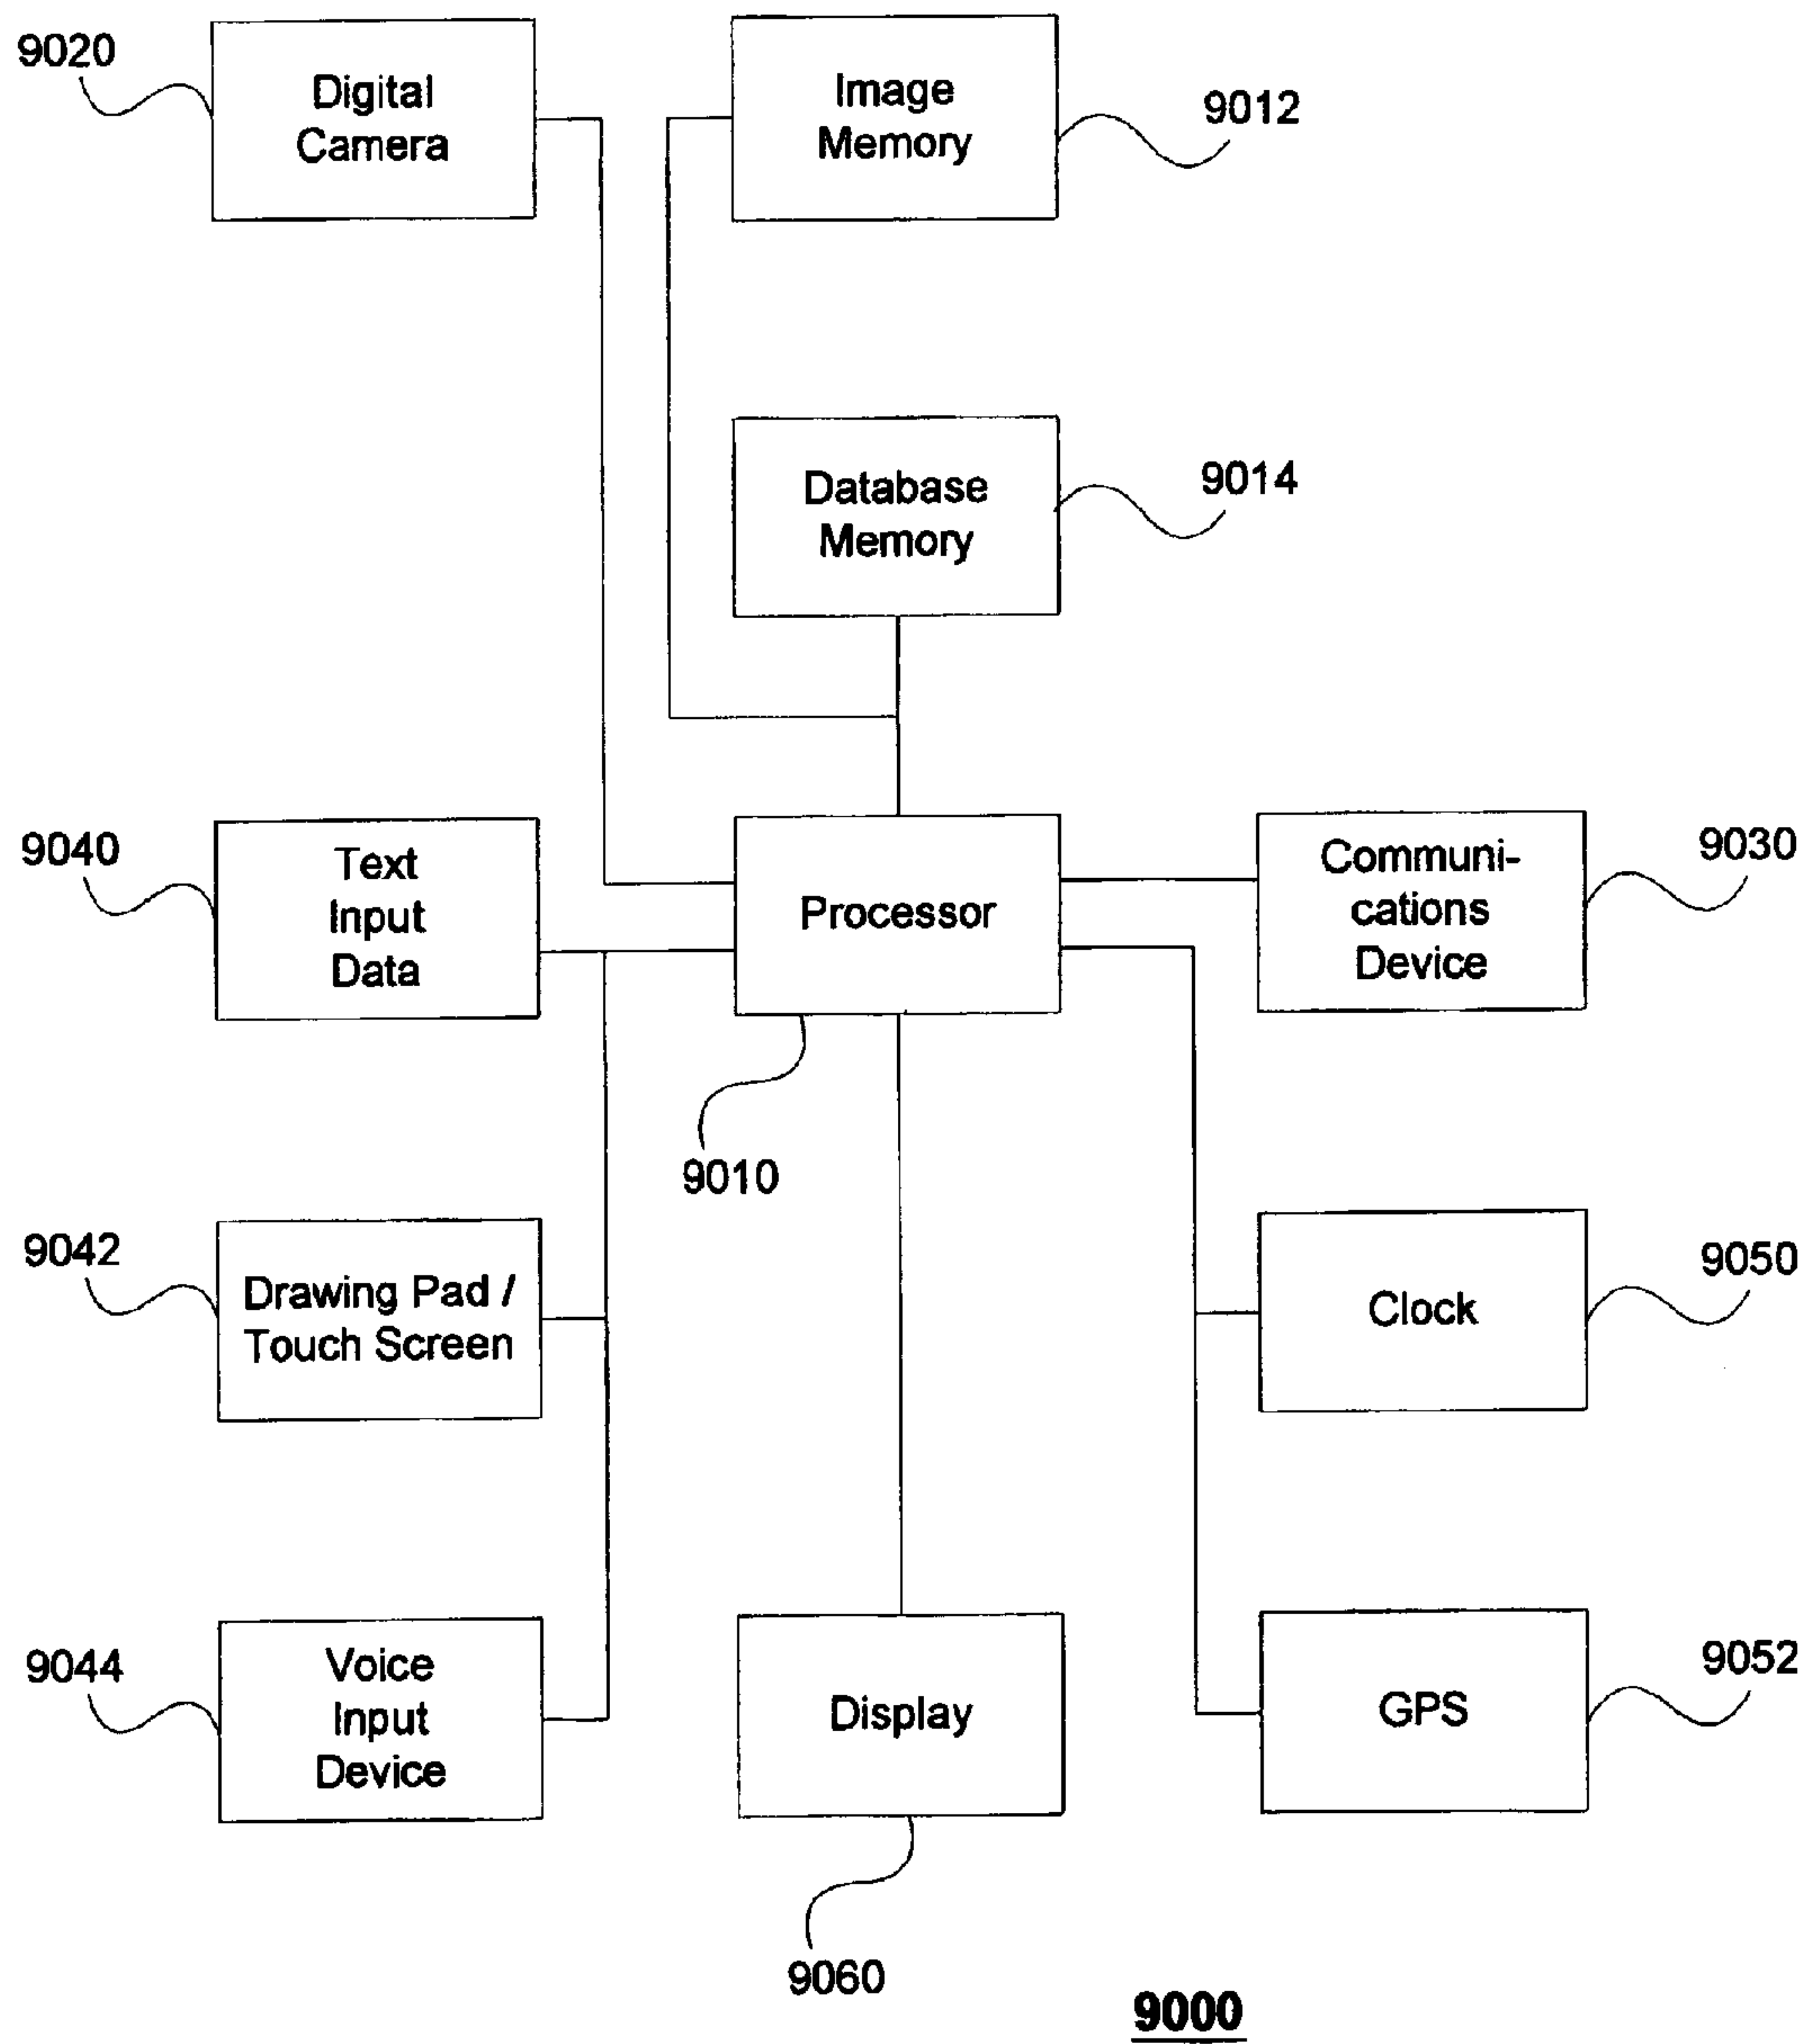 9020
Digital
Camera
Image
Memory
9012
Database
Memory
9014
9040
Text
Input
Data
Processor
9010
Communi-
cations
Device
9030
9042
Drawing Pad /
Touch Screen
Clock
9050
9044
Voice
Input
Device
Display
9060
GPS
9052
9000